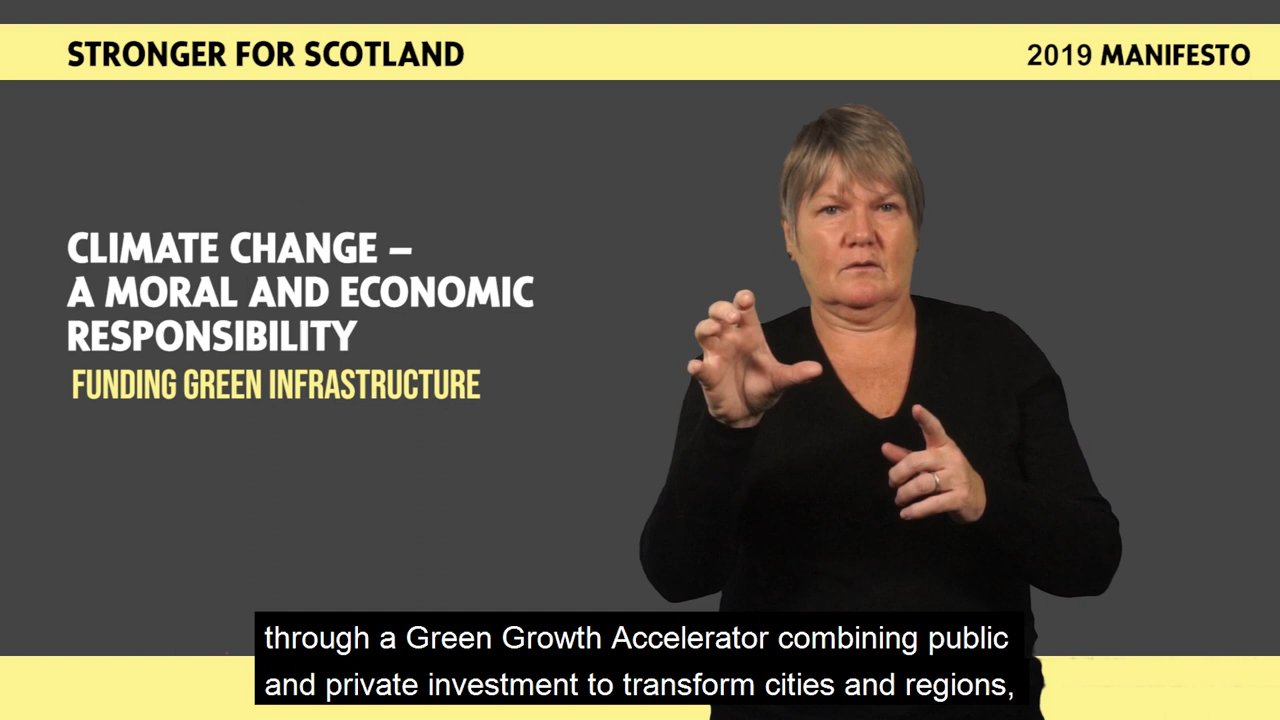 STRONGER FOR SCOTLAND
2019 MANIFESTO
CLIMATE CHANGE –
A MORAL AND ECONOMIC
RESPONSIBILITY
FUNDING GREEN INFRASTRUCTURE
through a Green Growth Accelerator combining public
and private investment to transform cities and regions,